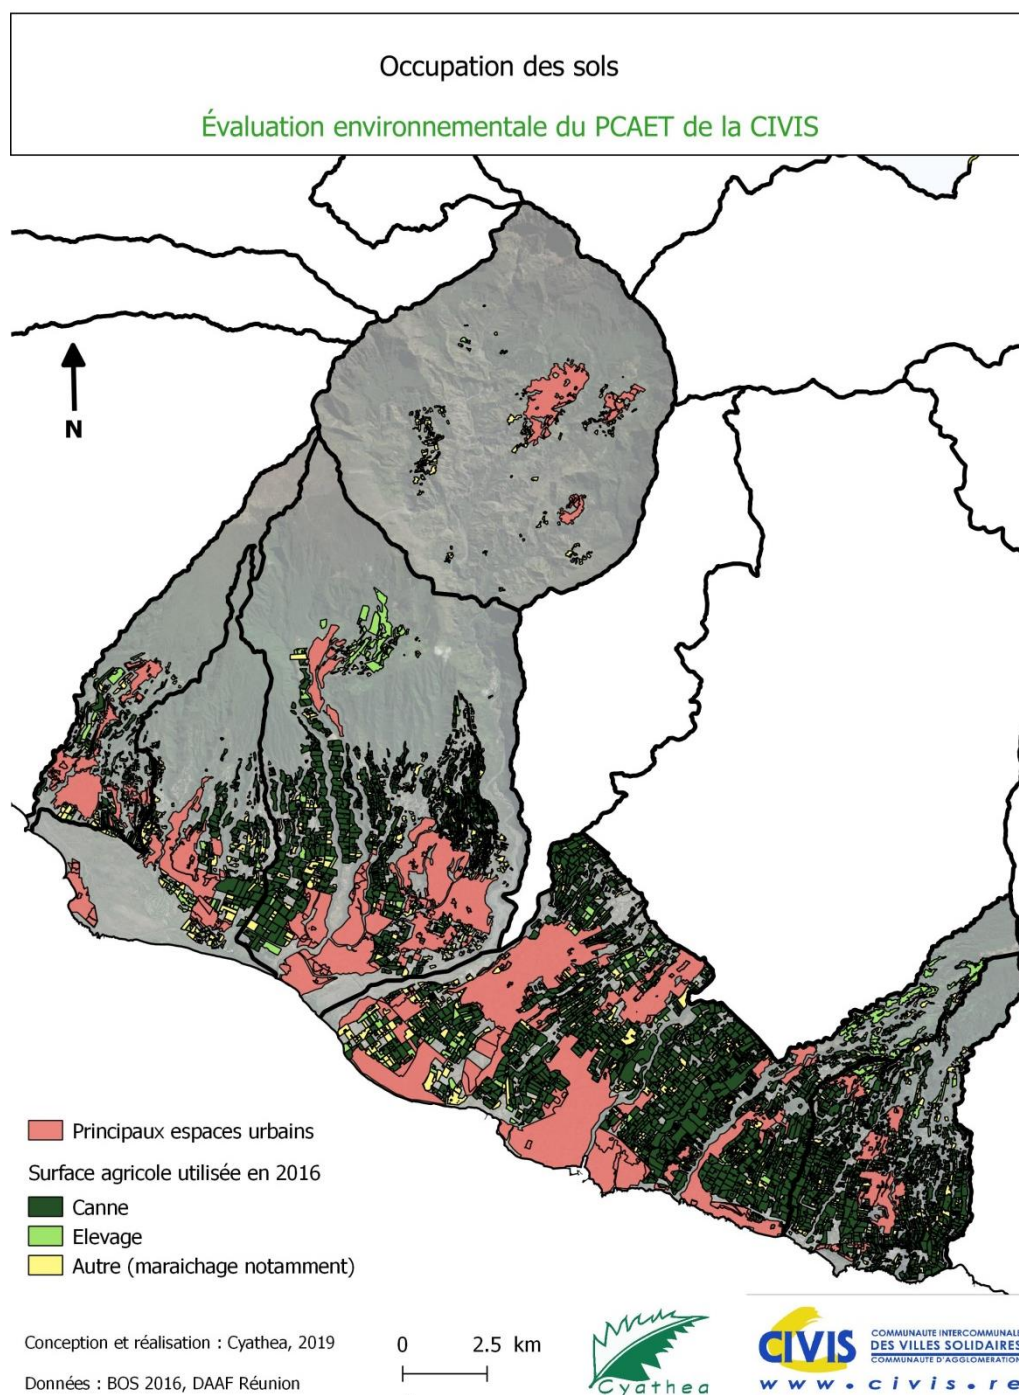 Occupation des sols
Évaluation environnementale du PCAET de la CIVIS
N
Principaux espaces urbains
Surface agricole utilisée en 2016
Canne
Elevage
Autre (maraichage notamment)
Conception et réalisation : Cyathea, 2019
Données : BOS 2016, DAAF Réunion
0 2.5 km
Cyathea
CIVIS
COMMUNAUTE INTERCOMMUNALE
DES VILLES SOLIDAIRES
COMMUNAUTE D'AGGLOMERATION
www.civis.re